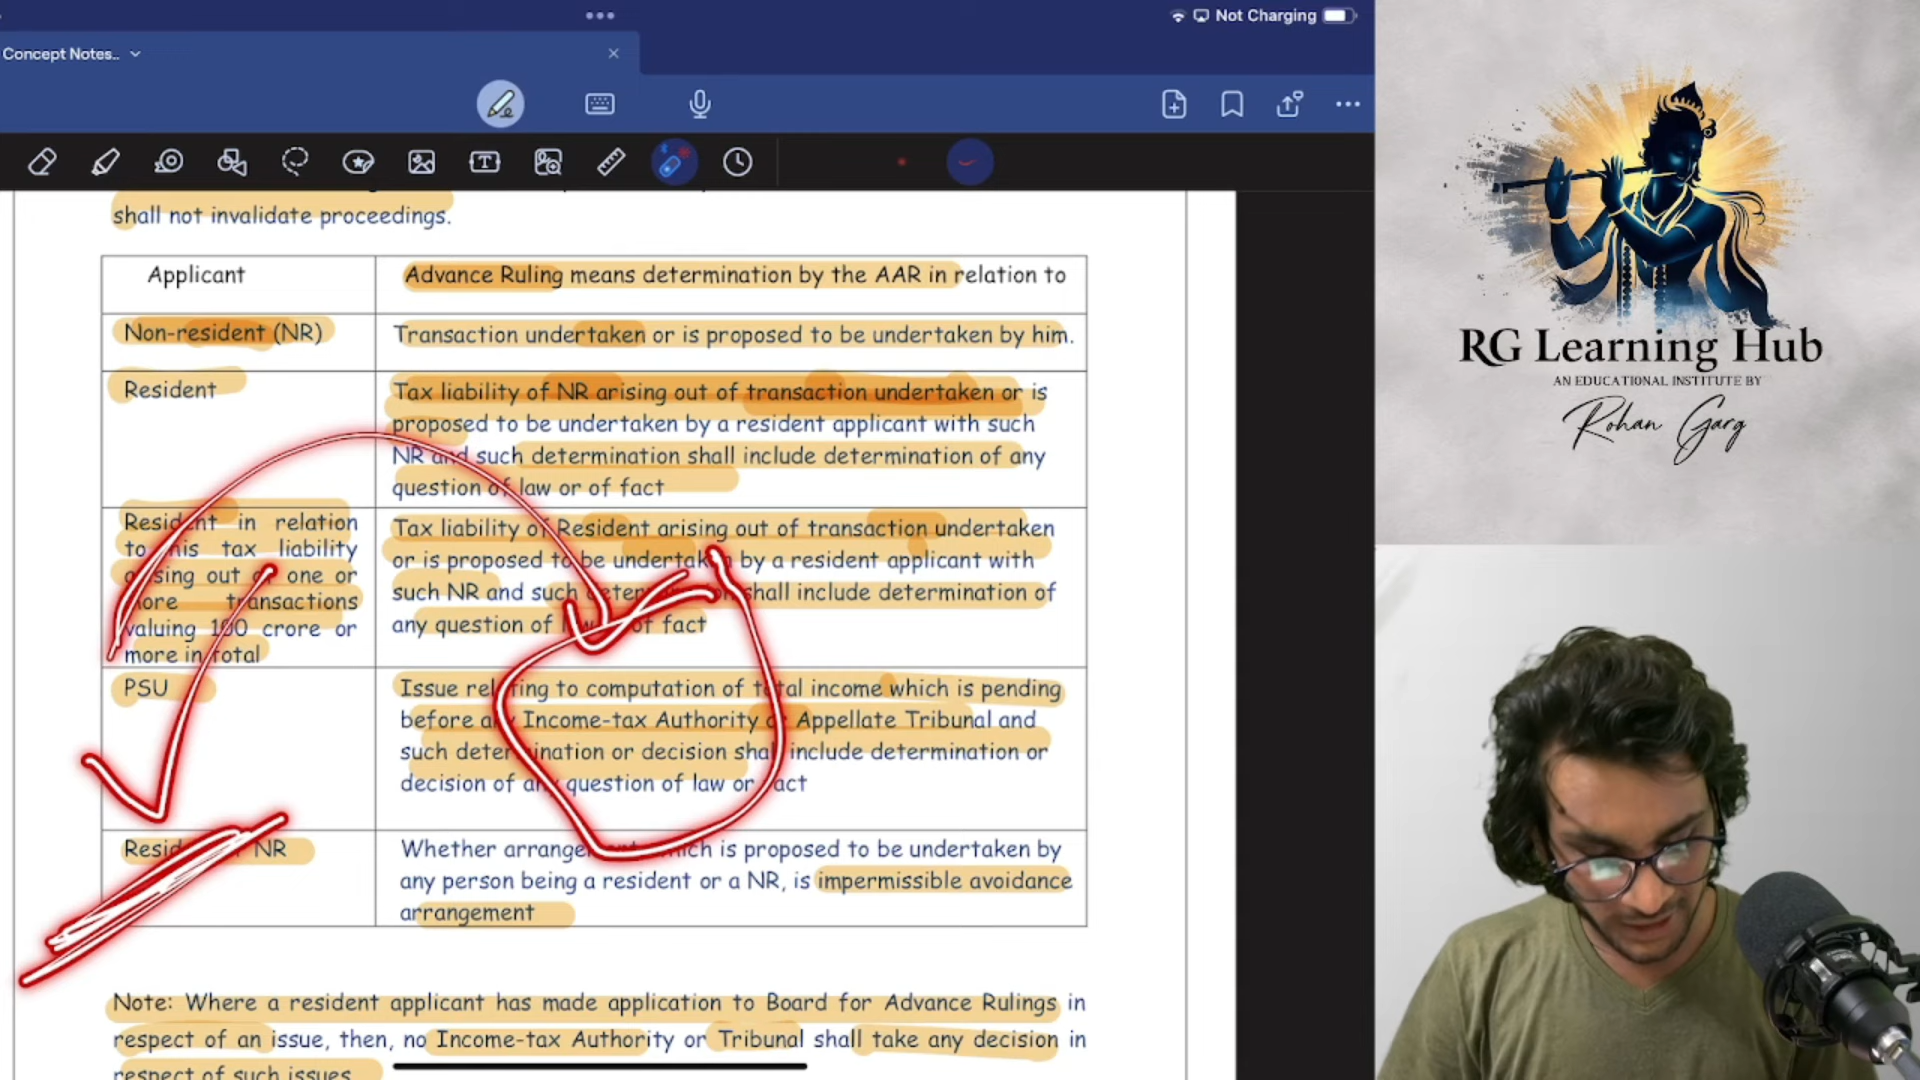 Not Charging
Concept Notes..
shall not invalidate proceedings.
Applicant
Advance Ruling means determination by the AAR in relation to
Non-resident (NR)
Transaction undertaken or is proposed to be undertaken by him.
Resident
Tax liability of NR arising out of transaction undertaken or is
proposed to be undertaken by a resident applicant with such
NR and such determination shall include determination of any
question of law or of fact
Resident in relation
to his tax liability
arising out of one or
more transactions
valuing 100 crore or
more in total
Tax liability of Resident arising out of transaction undertaken
or is proposed to be undertaken by a resident applicant with
such NR and such determination shall include determination of
any question of law or of fact
PSU
Issue relating to computation of total income which is pending
before any Income-tax Authority or Appellate Tribunal and
such determination or decision shall include determination or
decision of any question of law or fact
Resident or NR
Whether arrangement which is proposed to be undertaken by
any person being a resident or a NR, is impermissible avoidance
arrangement
Note: Where a resident applicant has made application to Board for Advance Rulings in
respect of an issue, then, no Income-tax Authority or Tribunal shall take any decision in
respect of such issues.
RG Learning Hub
AN EDUCATIONAL INSTITUTE BY
Rohan Garg